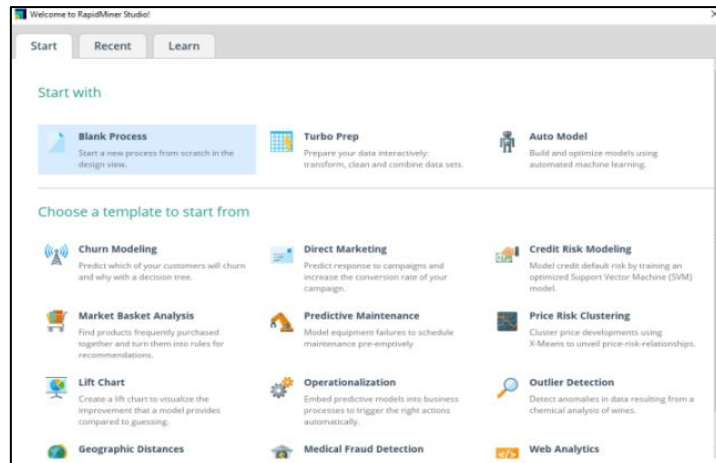 Welcome to RapidMiner Studio!
Start
Recent
Learn
Start with
Blank Process
Start a new process from scratch in the
design view.
Turbo Prep
Prepare your data interactively:
transform, clean and combine data sets.
Auto Model
Build and optimize models using
automated machine learning.
Choose a template to start from
Churn Modeling
Predict which of your customers will churn
and why with a decision tree.
Direct Marketing
Predict response to campaigns and
increase the conversion rate of your
campaign.
Credit Risk Modeling
Model credit default risk by training an
optimized Support Vector Machine (SVM)
model.
Market Basket Analysis
Find products frequently purchased
together and turn them into rules for
recommendations.
Predictive Maintenance
Model equipment failures to schedule
maintenance pre-emptively
Price Risk Clustering
Cluster price developments using
X-Means to unveil price-risk-relationships.
Lift Chart
Create a lift chart to visualize the
improvement that a model provides
compared to guessing.
Operationalization
Embed predictive models into business
processes to trigger the right actions
automatically.
Outlier Detection
Detect anomalies in data resulting from a
chemical analysis of wines.
Geographic Distances
Medical Fraud Detection
Web Analytics